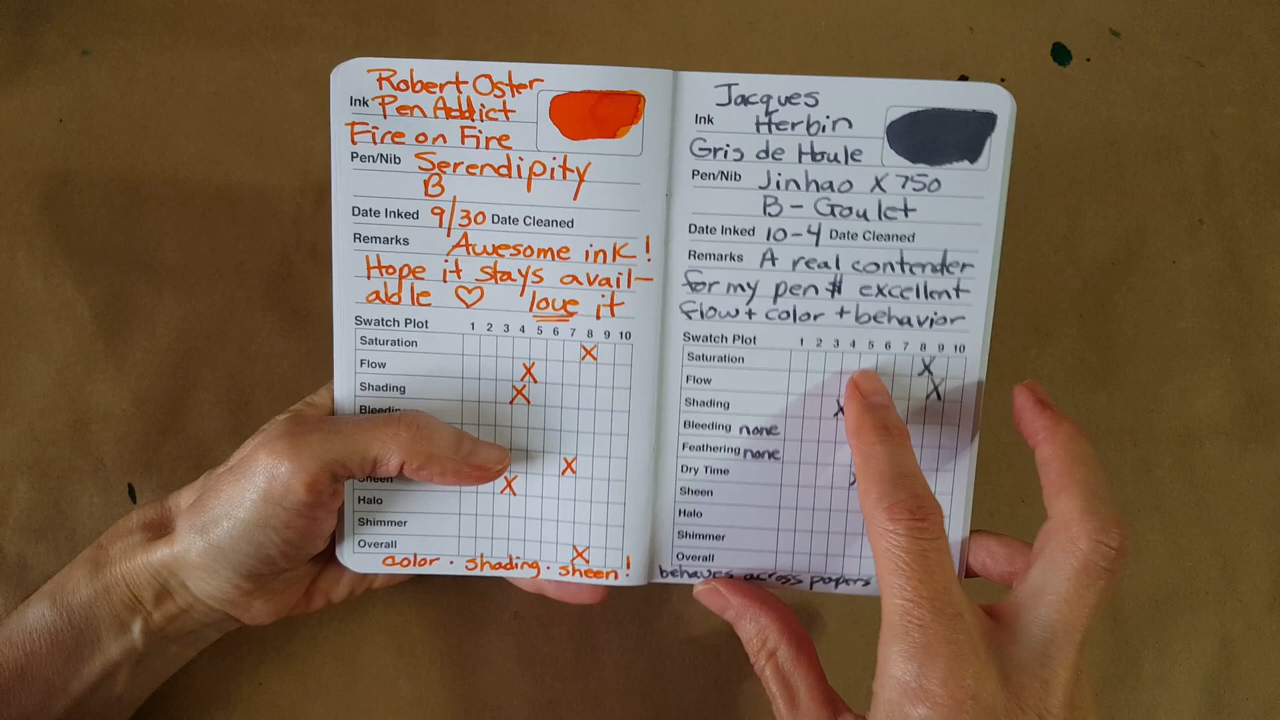 Robert Oster
Ink Pen Addict
Fire on Fire
Pen/Nib Serendipity
B
Date Inked 9/30 Date Cleaned
Remarks Awesome ink!
Hope it stays avail-
able ♡ love it
Swatch Plot 1 2 3 4 5 6 7 8 9 10
Saturation X
Flow X
Shading X
X
Sheen X
Halo
Shimmer
Overall X
color · shading · sheen!
Jacques
Ink Herbin
Gris de Houle
Pen/Nib Jinhao X750
B - Goulet
Date Inked 10-4 Date Cleaned
Remarks A real contender
for my pen # excellent
flow + color + behavior
Swatch Plot 1 2 3 4 5 6 7 8 9 10
Saturation X
Flow X
Shading X
Bleeding none
Feathering none
Dry Time
Sheen
Halo
Shimmer
Overall
behaves across papers